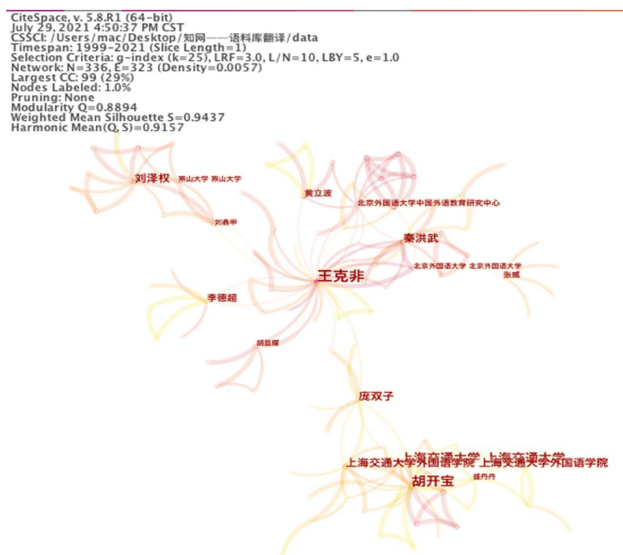 CiteSpace, v. 5.8.R1 (64-bit)
July 29, 2021 4:50:37 PM CST
CSSCI: /Users/mac/Desktop/知网——语料库翻译/data
Timespan: 1999-2021 (Slice Length=1)
Selection Criteria: g-index (k=25), LRF=3.0, L/N=10, LBY=5, e=1.0
Network: N=336, E=323 (Density=0.0057)
Largest CC: 99 (29%)
Nodes Labeled: 1.0%
Pruning: None
Modularity Q=0.8894
Weighted Mean Silhouette S=0.9437
Harmonic Mean(Q, S)=0.9157
刘泽权
燕山大学 燕山大学
黄立波
北京外国语大学中国外语教育研究中心
刘鼎甲
秦洪武
北京外国语大学 北京外国语大学
张威
王克非
李德超
胡显耀
庞双子
上海交通大学 上海交通大学
上海交通大学外国语学院 上海交通大学外国语学院
胡开宝
盛丹丹